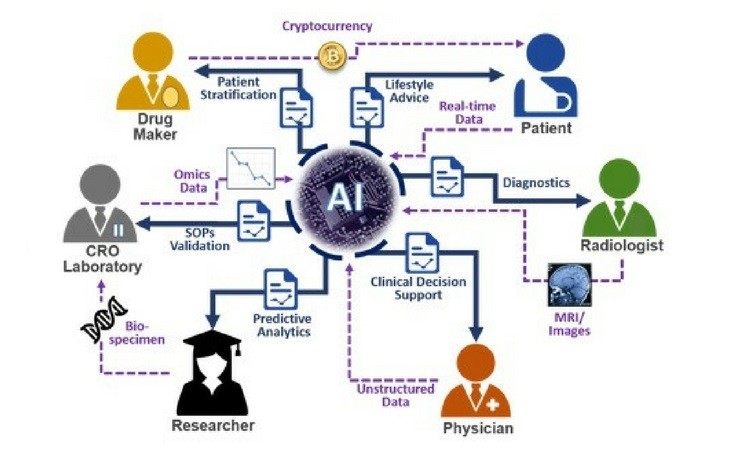 Cryptocurrency
Patient
Stratification
Lifestyle
Advice
Real-time
Data
Drug
Maker
Patient
Omics
Data
AI
Diagnostics
SOPs
Validation
CRO
Laboratory
Radiologist
Clinical Decision
Support
Predictive
Analytics
MRI/
Images
Bio-
specimen
Unstructured
Data
Researcher
Physician